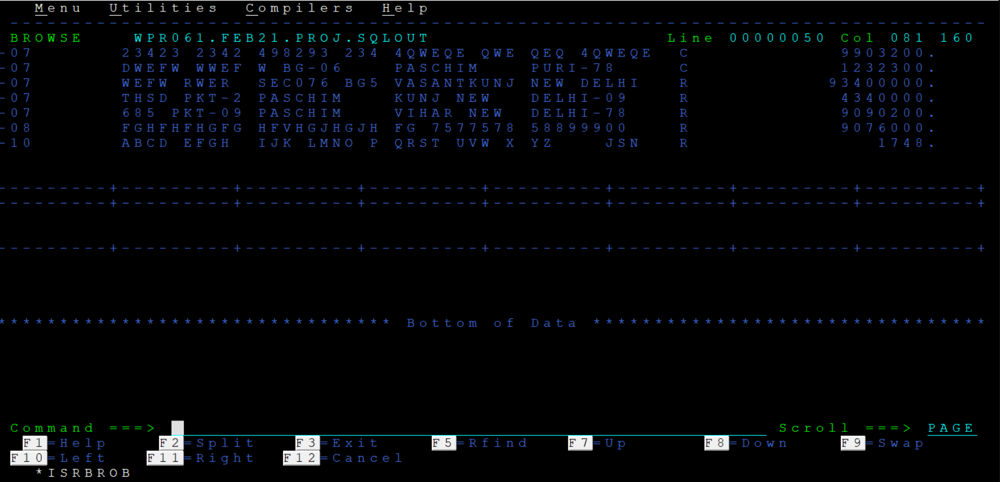 Menu  Utilities  Compilers  Help
-------------------------------------------------------------------------------
BROWSE    WPR061.FEB21.PROJ.SQLOUT                    Line 00000050 Col 081 160
-07       23423 2342 498293 234 4QWEQE QWE QEQ 4QWEQE  C            9903200.
-07       DWEFW WWEF W BG-06    PASCHIM    PURI-78     C            1232300.
-07       WEFW RWER  SEC076 BG5 VASANTKUNJ NEW DELHI   R           93400000.
-07       THSD PKT-2 PASCHIM    KUNJ NEW   DELHI-09    R            4340000.
-07       685 PKT-09 PASCHIM    VIHAR NEW  DELHI-78    R            9090200.
-08       FGHFHFHGFG HFVHGJHGJH FG 7577578 58899900    R            9076000.
-10       ABCD EFGH  IJK LMNO P QRST UVW X YZ    JSN   R               1748.
---------+---------+---------+---------+---------+---------+---------+---------+
---------+---------+---------+---------+---------+---------+---------+---------+
---------+---------+---------+---------+---------+---------+---------+---------+
******************************** Bottom of Data ********************************
Command ===>                                                  Scroll ===> PAGE
F1=Help    F2=Split   F3=Exit    F5=Rfind   F7=Up      F8=Down    F9=Swap
F10=Left   F11=Right  F12=Cancel
*ISRBROB